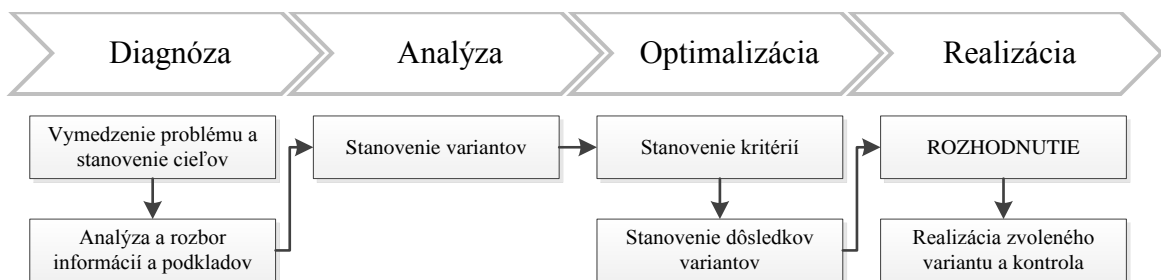 Diagnóza
Analýza
Optimalizácia
Realizácia
Vymedzenie problému a
stanovenie cieľov
Analýza a rozbor
informácií a podkladov
Stanovenie variantov
Stanovenie kritérií
Stanovenie dôsledkov
variantov
ROZHODNUTIE
Realizácia zvoleného
variantu a kontrola